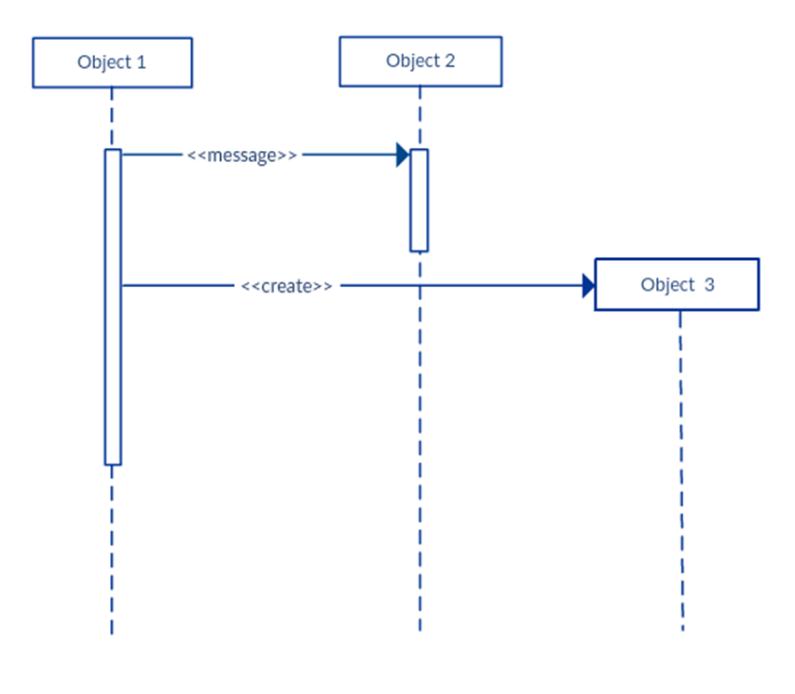 Object 1
Object 2
<<message>>
<<create>>
Object  3